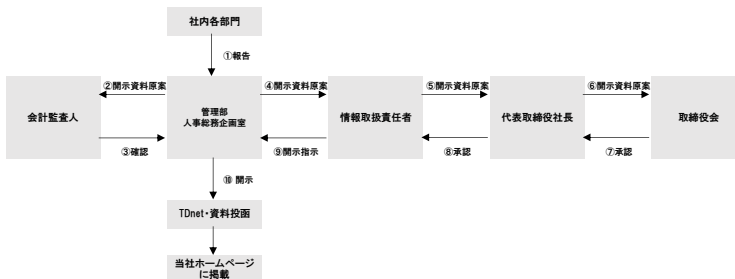 社内各部門
①報告
②開示資料原案
④開示資料原案
⑤開示資料原案
⑥開示資料原案
会計監査人
管理部
人事総務企画室
情報取扱責任者
代表取締役社長
取締役会
③確認
⑨開示指示
⑧承認
⑦承認
⑩ 開示
TDnet・資料投函
当社ホームページ
に掲載